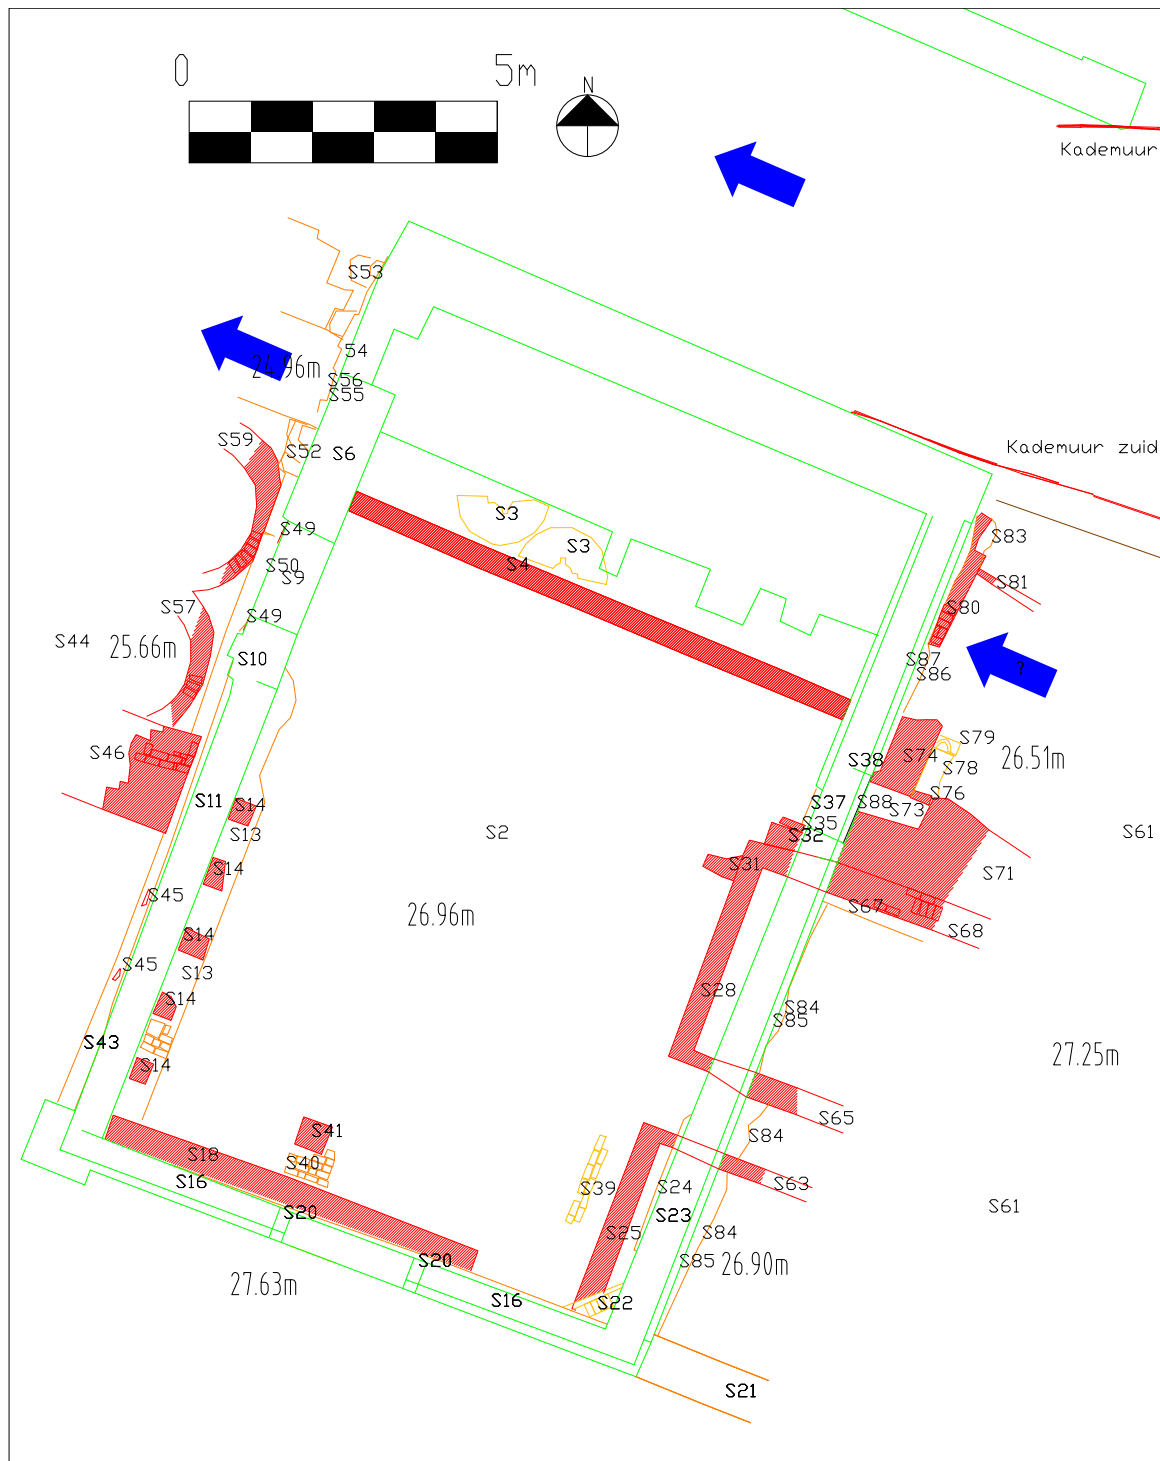 0 5m
N
Kademuur
S53
54
24.96m
S56
S55
S59
S52
S6
Kademuur zuid
S3
S49
S3
S83
S50
S4
S9
S81
S57
S80
S49
S44
25.66m
S10
S87
?
S86
S79
S46
S74
26.51m
S38
S78
S76
S11
S14
S37
S88
S73
S13
S35
S2
S32
S61
S14
S31
S71
S45
S67
26.96m
S14
S68
S45
S13
S28
S14
S84
S85
S43
27.25m
S14
S65
S41
S84
S18
S40
S16
S39
S24
S63
S20
S23
S61
S25
S84
S20
S85
26.90m
27.63m
S16
S22
S21